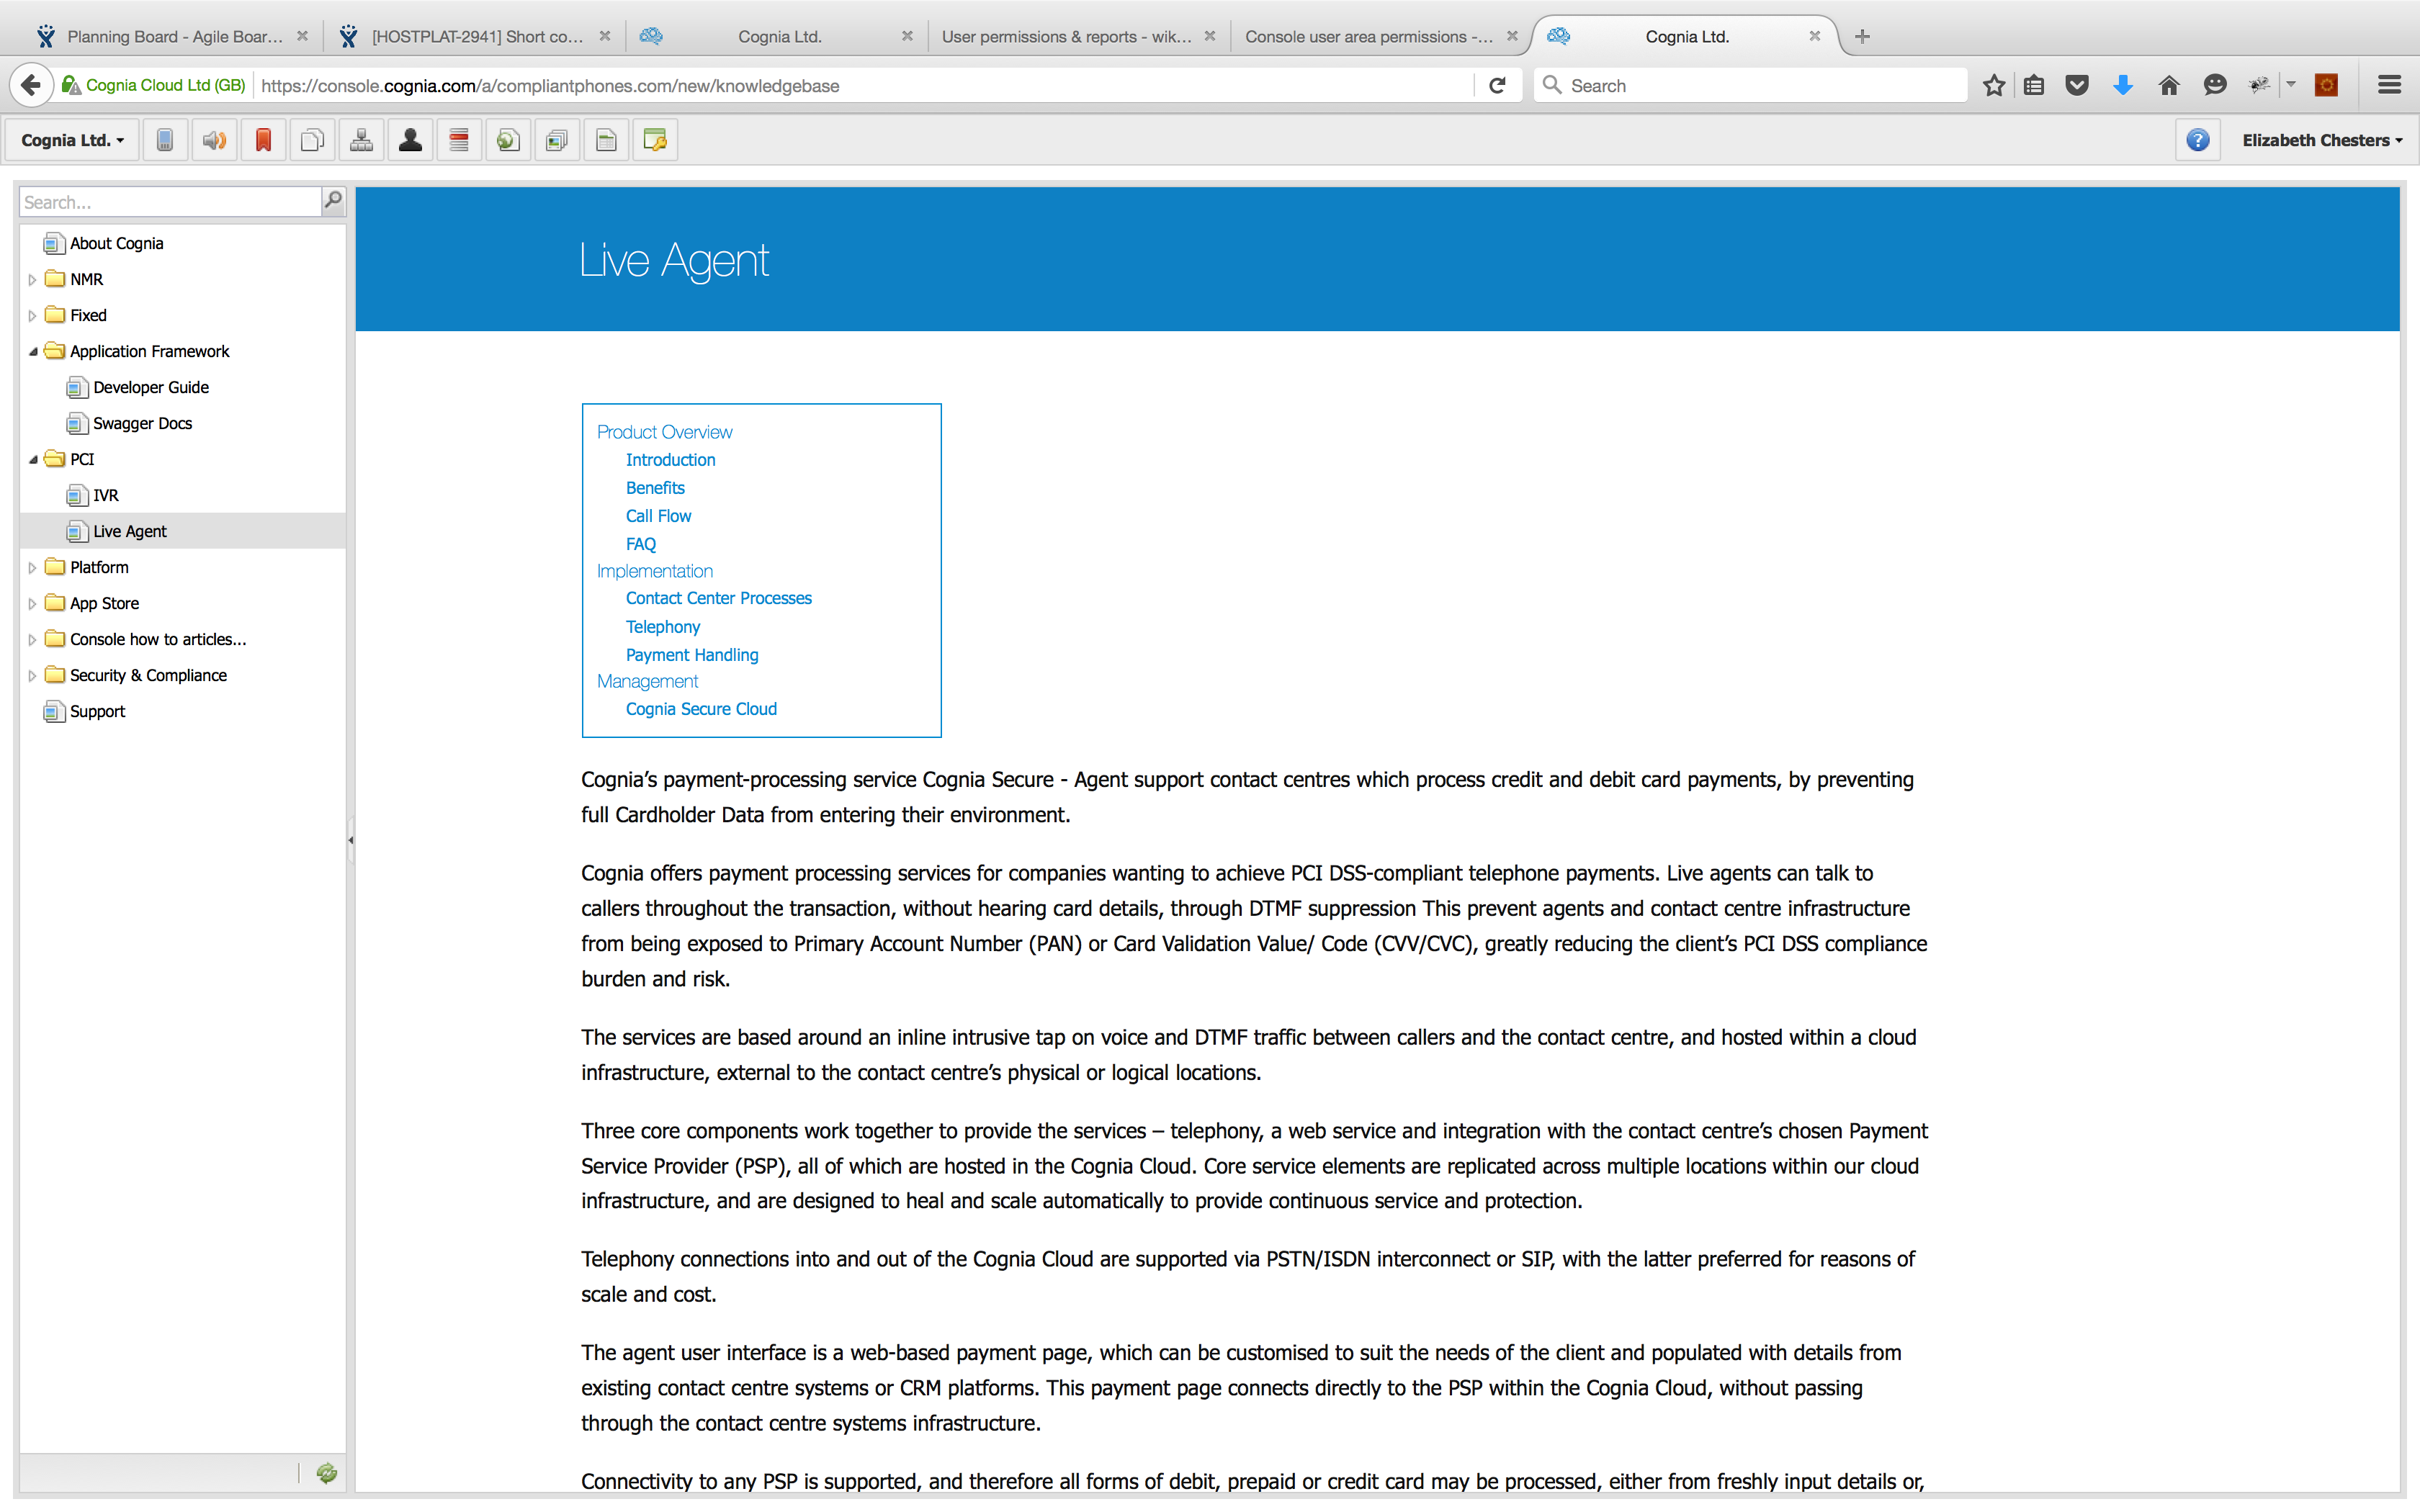 Planning Board - Agile Boar...
[HOSTPLAT-2941] Short co...
Cognia Ltd.
User permissions & reports - wik...
Console user area permissions -...
Cognia Ltd.
Cognia Cloud Ltd (GB)
https://console.cognia.com/a/compliantphones.com/new/knowledgebase
Search
Cognia Ltd.
Elizabeth Chesters
Search...
About Cognia
NMR
Fixed
Application Framework
Developer Guide
Swagger Docs
PCI
IVR
Live Agent
Platform
App Store
Console how to articles...
Security & Compliance
Support
Live Agent
Product Overview
Introduction
Benefits
Call Flow
FAQ
Implementation
Contact Center Processes
Telephony
Payment Handling
Management
Cognia Secure Cloud
Cognia’s payment-processing service Cognia Secure - Agent support contact centres which process credit and debit card payments, by preventing
full Cardholder Data from entering their environment.
Cognia offers payment processing services for companies wanting to achieve PCI DSS-compliant telephone payments. Live agents can talk to
callers throughout the transaction, without hearing card details, through DTMF suppression This prevent agents and contact centre infrastructure
from being exposed to Primary Account Number (PAN) or Card Validation Value/ Code (CVV/CVC), greatly reducing the client’s PCI DSS compliance
burden and risk.
The services are based around an inline intrusive tap on voice and DTMF traffic between callers and the contact centre, and hosted within a cloud
infrastructure, external to the contact centre’s physical or logical locations.
Three core components work together to provide the services – telephony, a web service and integration with the contact centre’s chosen Payment
Service Provider (PSP), all of which are hosted in the Cognia Cloud. Core service elements are replicated across multiple locations within our cloud
infrastructure, and are designed to heal and scale automatically to provide continuous service and protection.
Telephony connections into and out of the Cognia Cloud are supported via PSTN/ISDN interconnect or SIP, with the latter preferred for reasons of
scale and cost.
The agent user interface is a web-based payment page, which can be customised to suit the needs of the client and populated with details from
existing contact centre systems or CRM platforms. This payment page connects directly to the PSP within the Cognia Cloud, without passing
through the contact centre systems infrastructure.
Connectivity to any PSP is supported, and therefore all forms of debit, prepaid or credit card may be processed, either from freshly input details or,